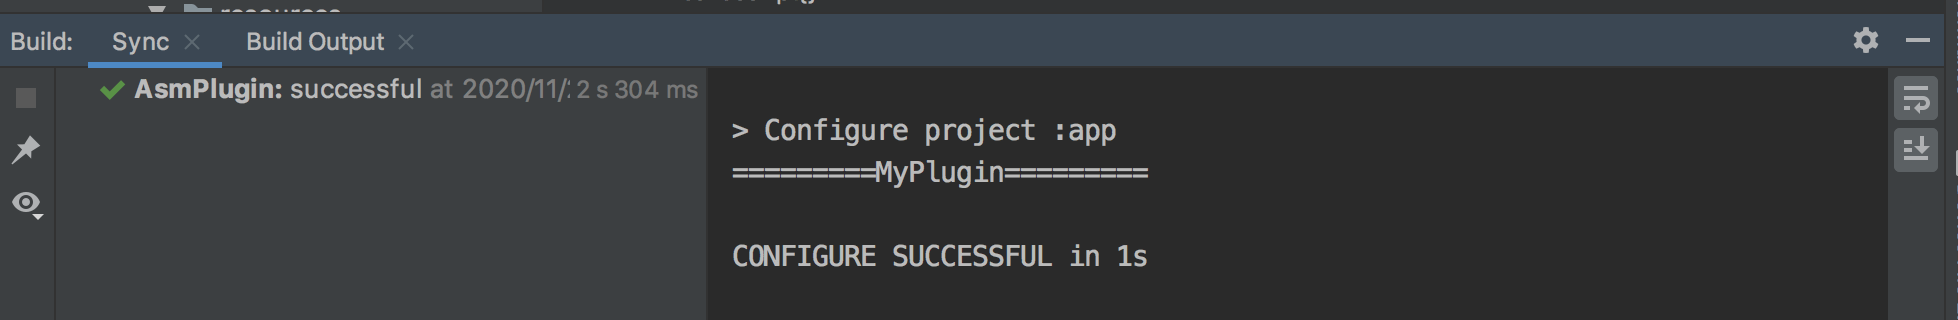 Build: Sync Build Output
AsmPlugin: successful at 2020/11/ 2 s 304 ms
> Configure project :app
=========MyPlugin=========
CONFIGURE SUCCESSFUL in 1s